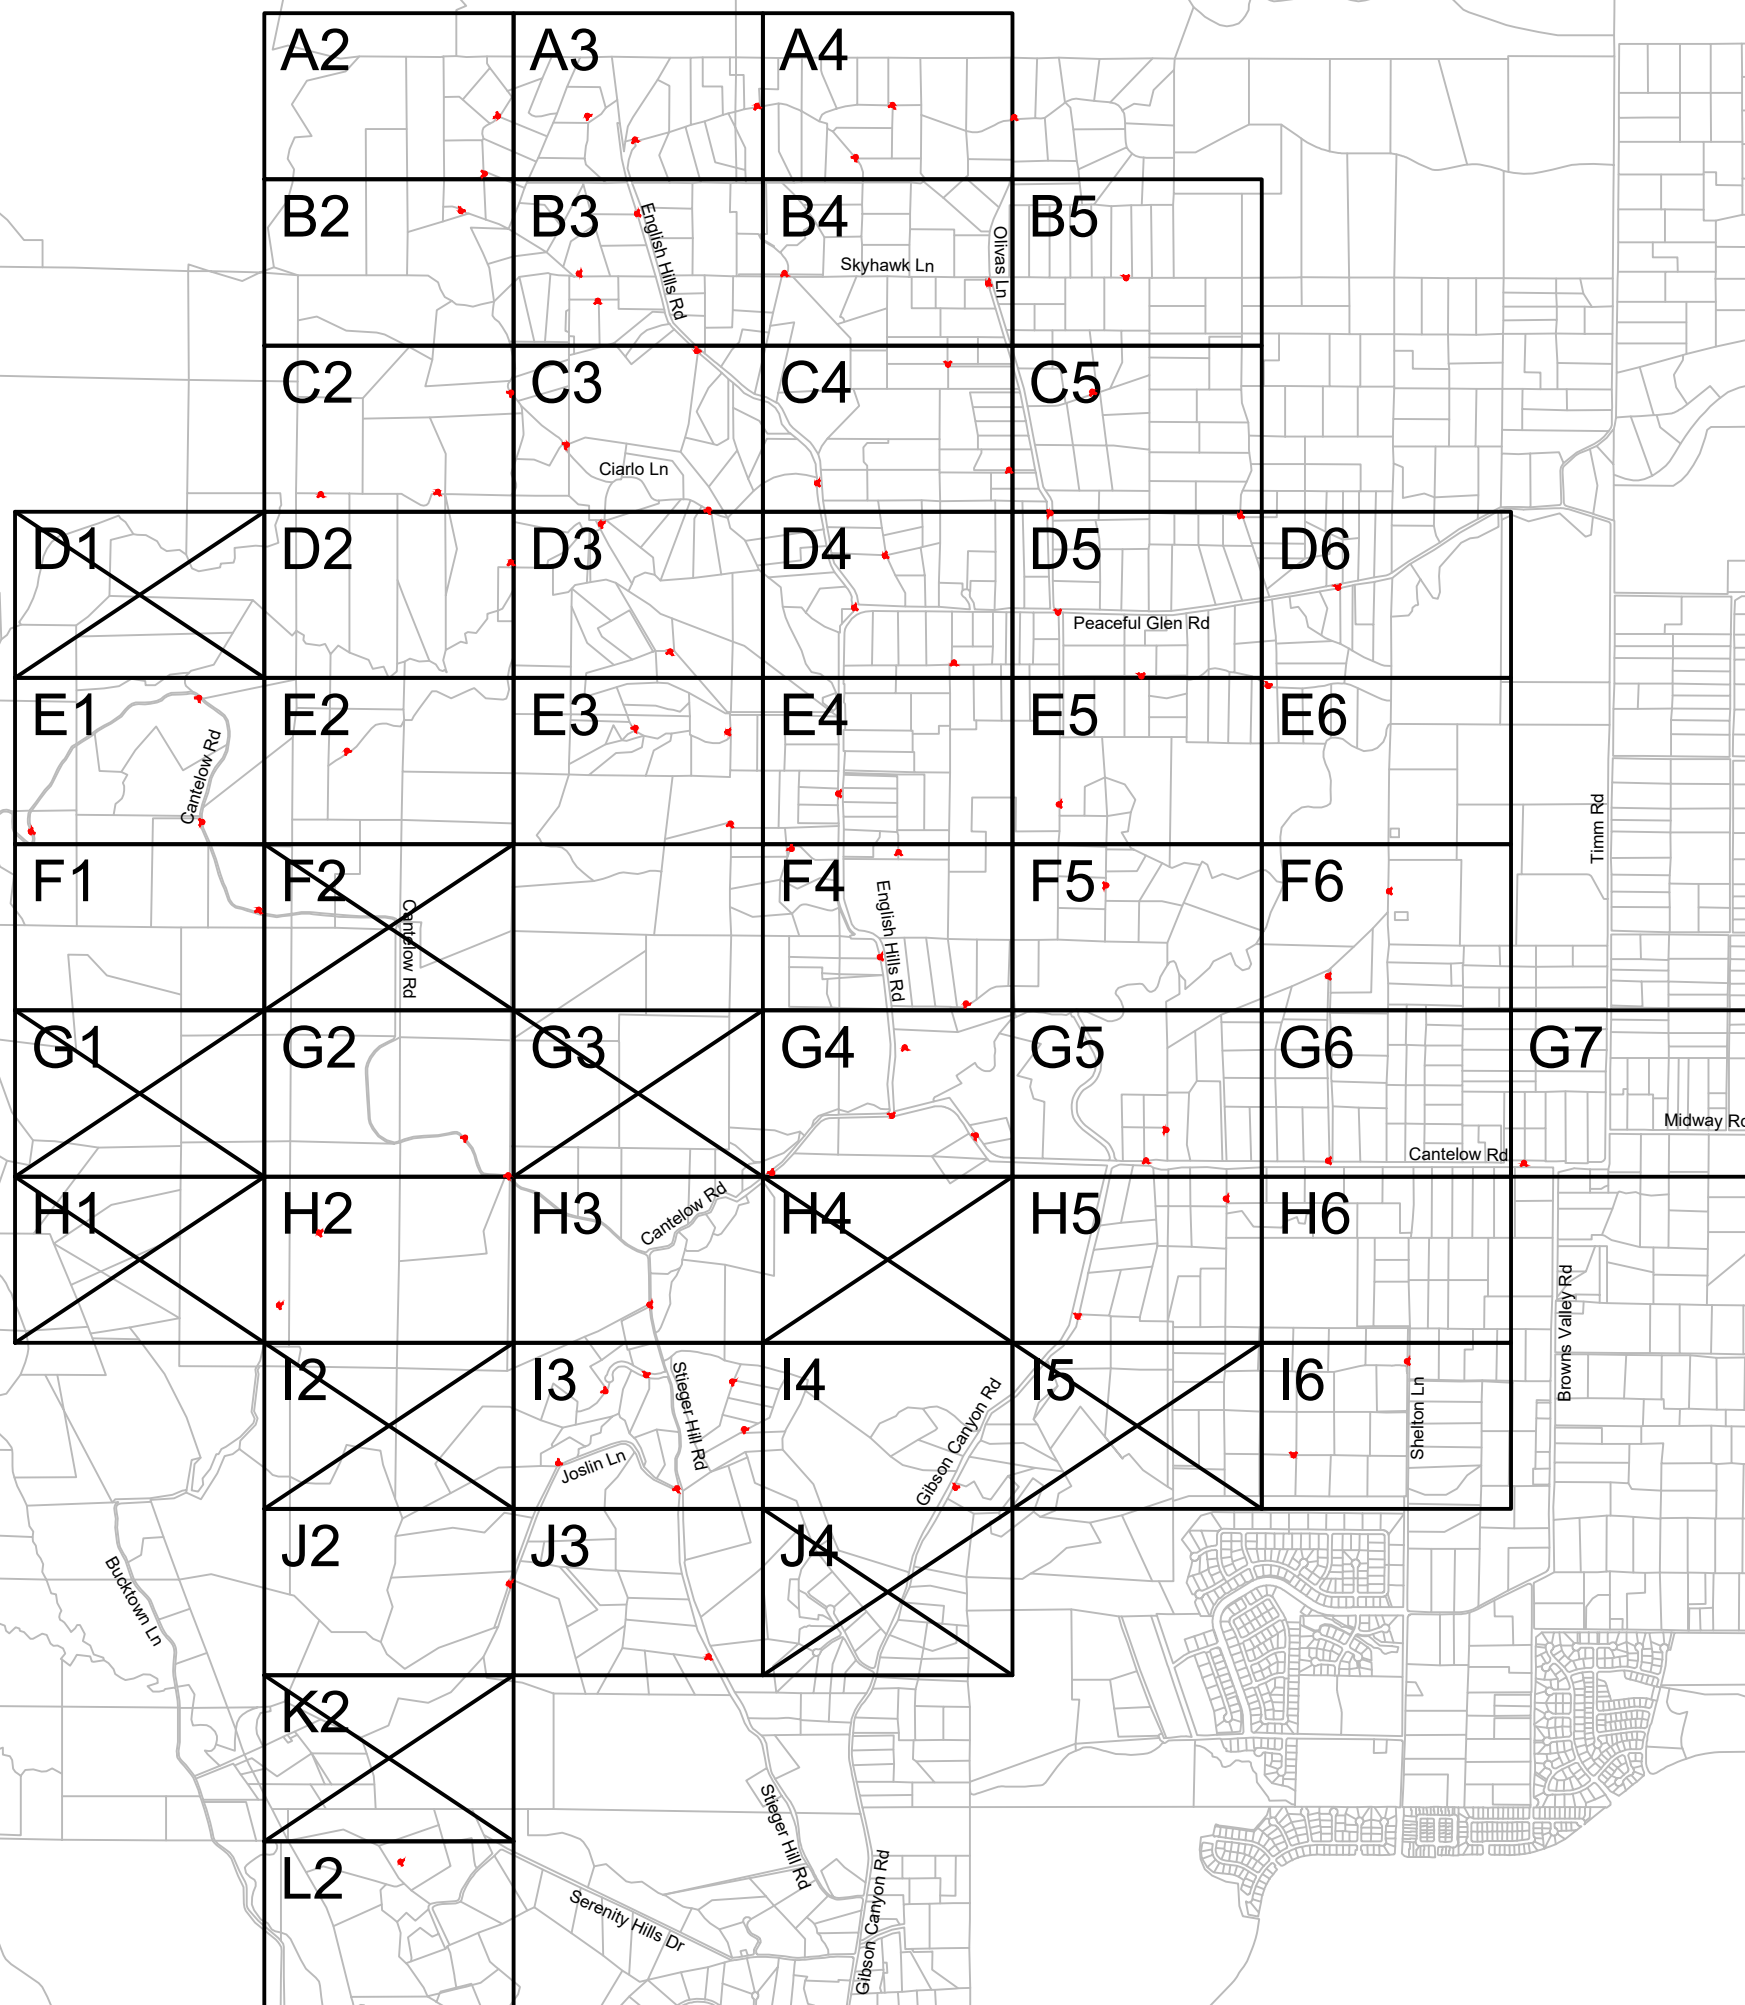 A2
A3
A4
B2
B3
B4
B5
English Hills Rd
Skyhawk Ln
Olivas Ln
C2
C3
C4
C5
Ciarlo Ln
D1
D2
D3
D4
D5
D6
Peaceful Glen Rd
E1
E2
E3
E4
E5
E6
Cantelow Rd
Timm Rd
F1
F2
F4
F5
F6
Cantelow Rd
English Hills Rd
G1
G2
G3
G4
G5
G6
G7
Midway Rd
Cantelow Rd
H1
H2
H3
H4
H5
H6
Cantelow Rd
Browns Valley Rd
I2
I3
I4
I5
I6
Stieger Hill Rd
Gibson Canyon Rd
Shelton Ln
Joslin Ln
J2
J3
J4
Bucktown Ln
K2
Stieger Hill Rd
L2
Serenity Hills Dr
Gibson Canyon Rd